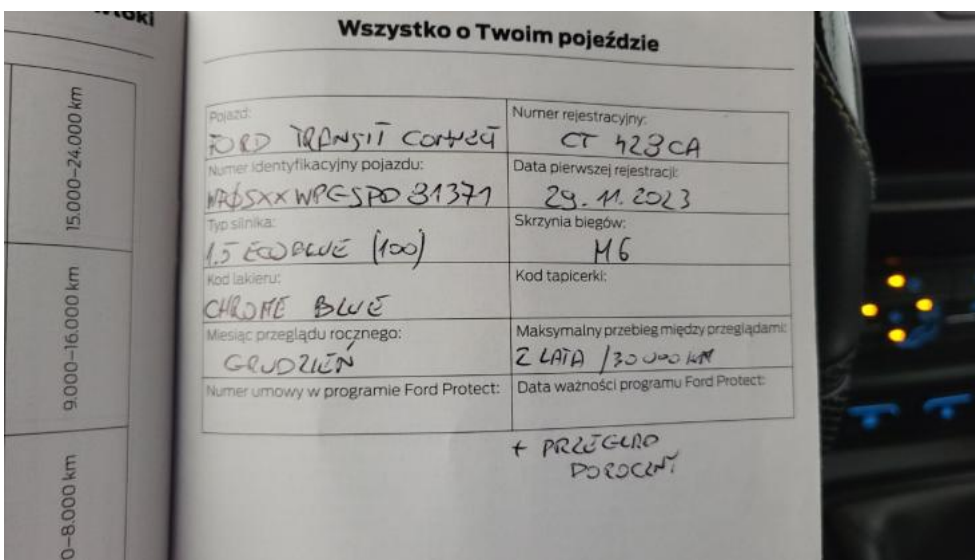 15.000–24.000 km
9.000–16.000 km
0–8.000 km
Wszystko o Twoim pojeździe
Pojazd:
FORD TRANSIT
Numer rejestracyjny:
CT 423CA
Numer identyfikacyjny pojazdu:
Data pierwszej rejestracji:
29. 11. 2023
Typ silnika:
1.5 ECOBLUE (100)
Skrzynia biegów:
M6
Kod lakieru:
CHROME BLUE
Kod tapicerki:
Miesiąc przeglądu rocznego:
GRUDZIEŃ
Maksymalny przebieg między przeglądami:
2 LATA / 30 000 KM
Numer umowy w programie Ford Protect:
Data ważności programu Ford Protect:
+ PRZEGLĄD
DOROCZNY